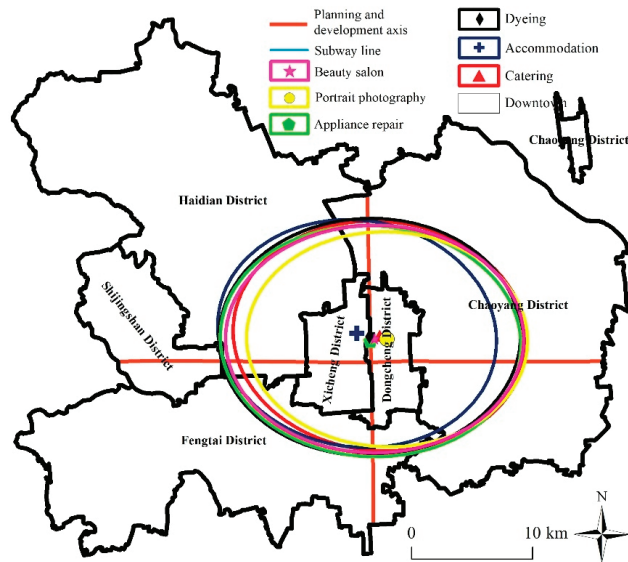 Planning and
development axis
Subway line
Beauty salon
Portrait photography
Appliance repair
Dyeing
Accommodation
Catering
Downtown
Chaoyang District
Haidian District
Shijingshan District
Chaoyang District
Xicheng District
Dongcheng District
Fengtai District
N
0 10 km